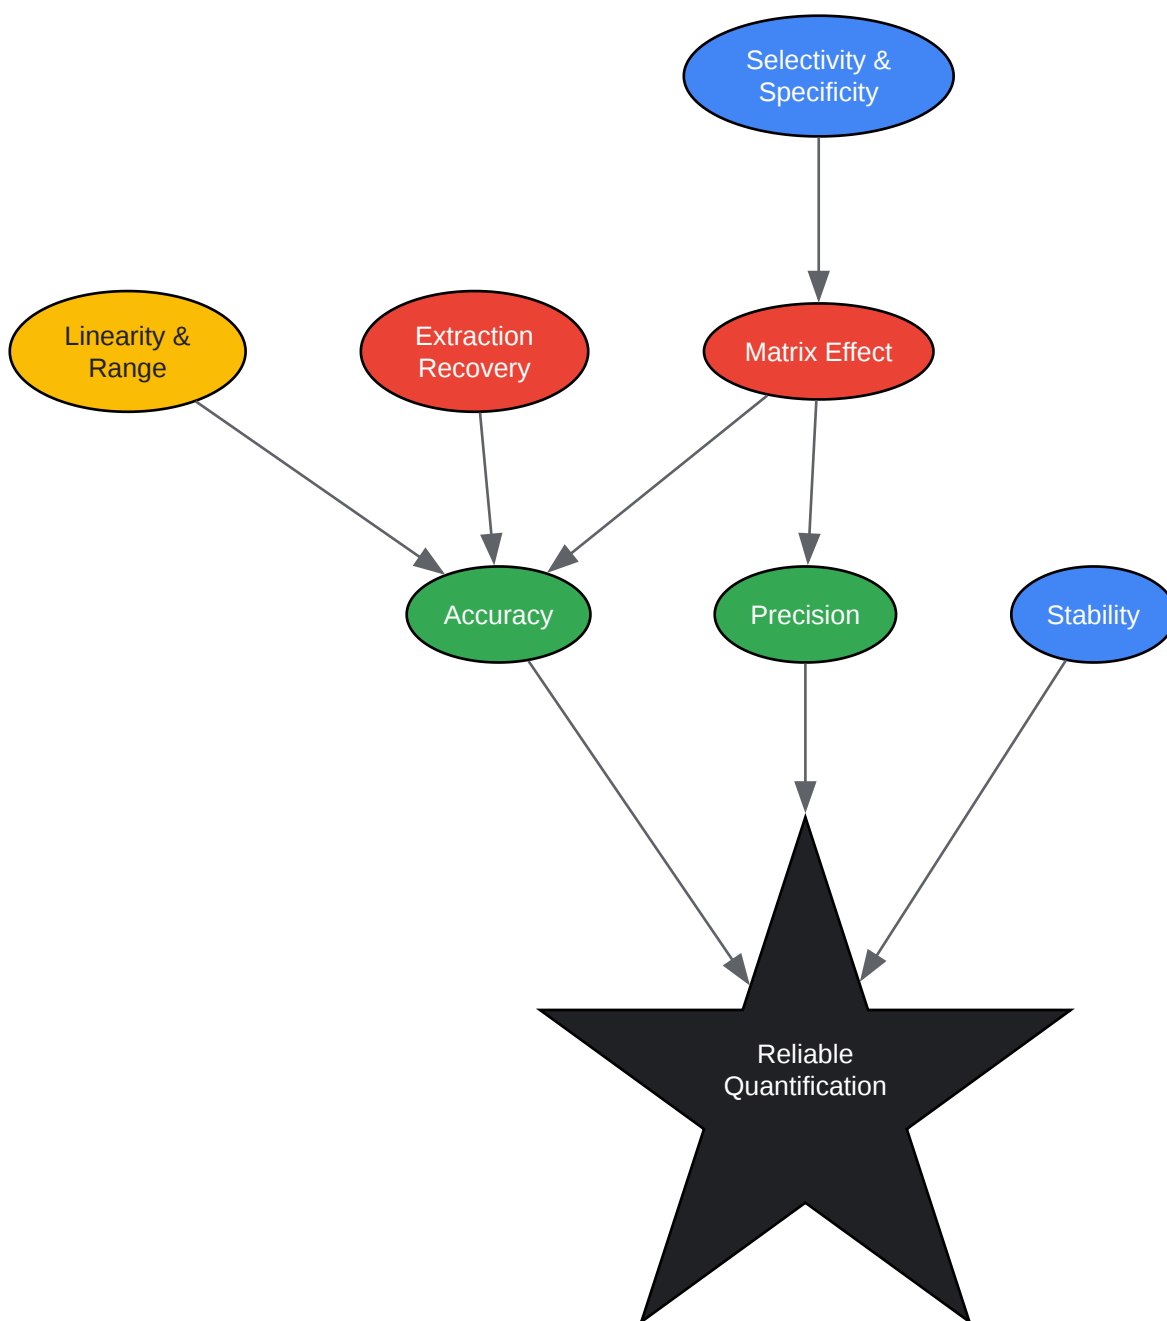 Selectivity &
Specificity
Linearity &
Range
Extraction
Recovery
Matrix Effect
Accuracy
Precision
Stability
Reliable
Quantification